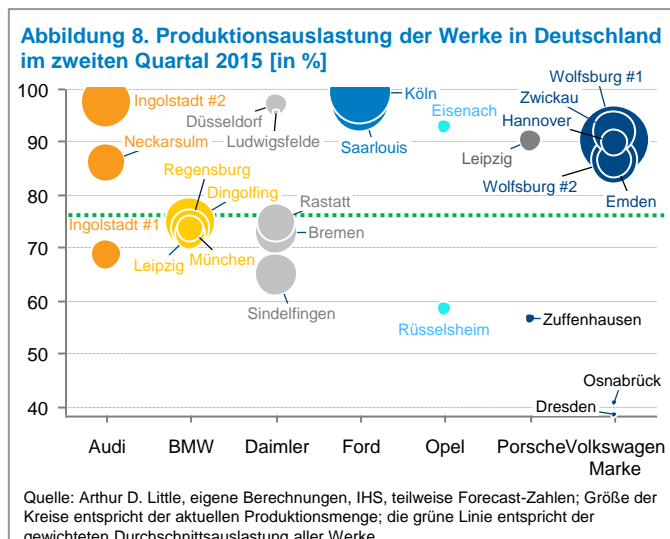 Abbildung 8. Produktionsauslastung der Werke in Deutschland
im zweiten Quartal 2015 [in %]
100
90
80
70
60
50
40
Ingolstadt #2
Neckarsulm
Ingolstadt #1
Regensburg
Dingolfing
Leipzig
München
Düsseldorf
Ludwigsfelde
Rastatt
Bremen
Sindelfingen
Köln
Saarlouis
Eisenach
Rüsselsheim
Leipzig
Zuffenhausen
Wolfsburg #1
Zwickau
Hannover
Wolfsburg #2
Emden
Osnabrück
Dresden
Audi
BMW
Daimler
Ford
Opel
Porsche
Volkswagen
Marke
Quelle: Arthur D. Little, eigene Berechnungen, IHS, teilweise Forecast-Zahlen; Größe der
Kreise entspricht der aktuellen Produktionsmenge; die grüne Linie entspricht der
gewichteten Durchschnittsauslastung aller Werke